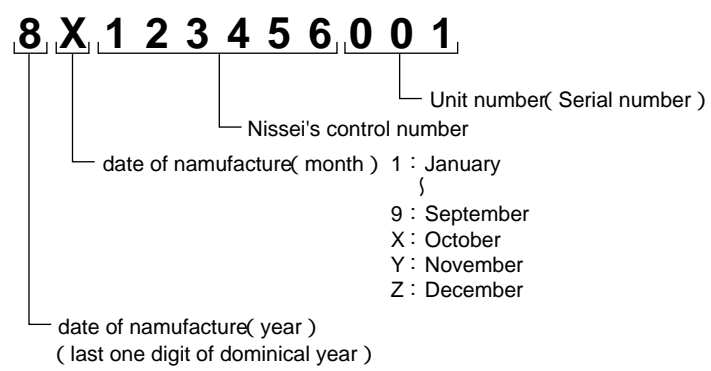 8 X 1 2 3 4 5 6 0 0 1
Unit number( Serial number )
Nissei's control number
date of namufacture( month ) 1 : January
⸾
9 : September
X : October
Y : November
Z : December
date of namufacture( year )
( last one digit of dominical year )